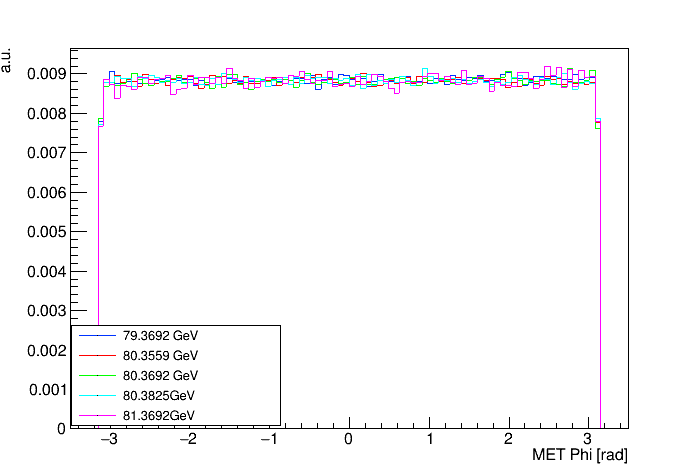 a.u.
0.009
0.008
0.007
0.006
0.005
0.004
0.003
0.002
0.001
0
79.3692 GeV
80.3559 GeV
80.3692 GeV
80.3825GeV
81.3692GeV
−3 −2 −1 0 1 2 3
MET Phi [rad]